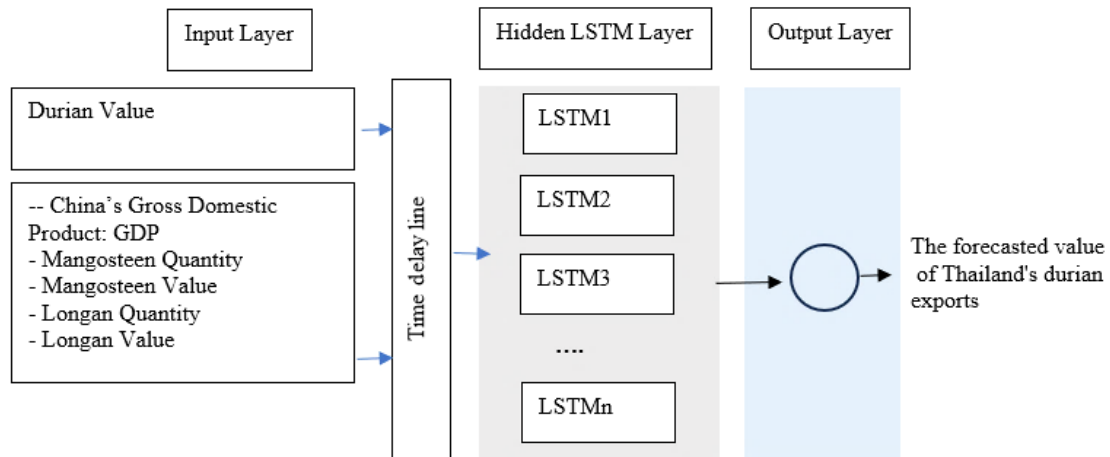 Input Layer
Hidden LSTM Layer
Output Layer
Durian Value
-- China’s Gross Domestic
Product: GDP
- Mangosteen Quantity
- Mangosteen Value
- Longan Quantity
- Longan Value
Time delay line
LSTM1
LSTM2
LSTM3
....
LSTMn
The forecasted value
of Thailand's durian
exports